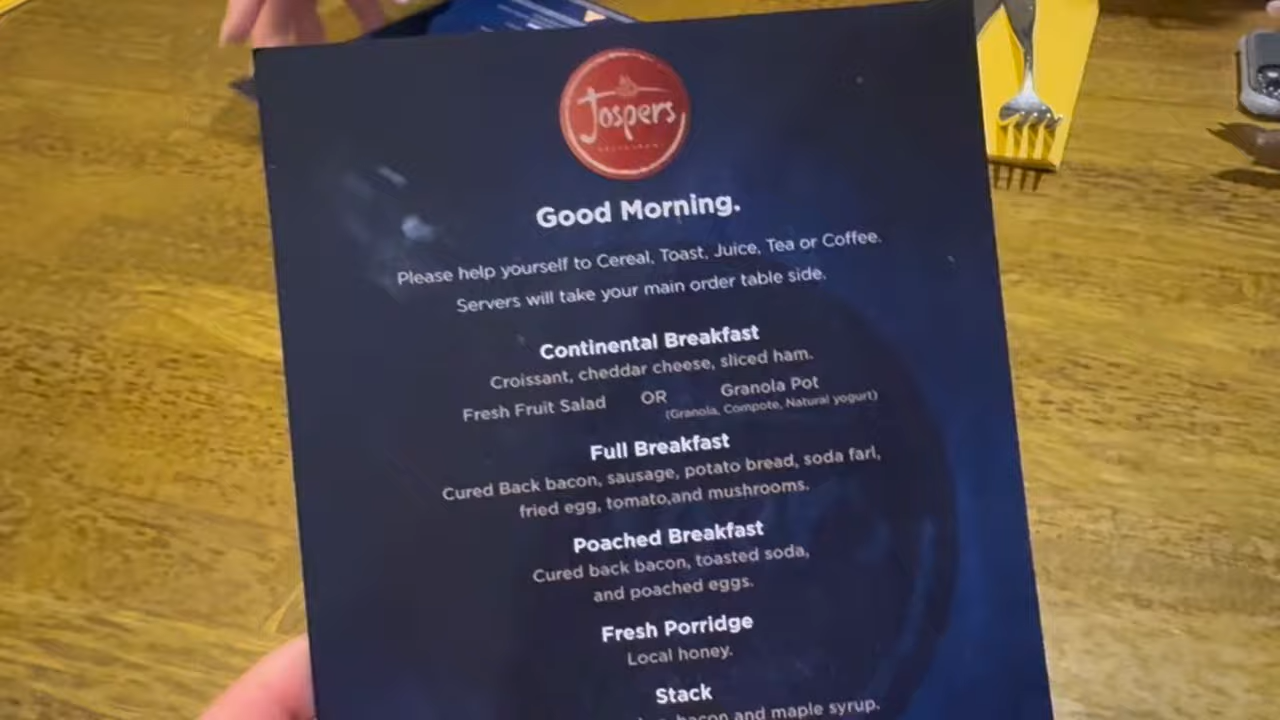 Jospers
RESTAURANT
Good Morning.
Please help yourself to Cereal, Toast, Juice, Tea or Coffee.
Servers will take your main order table side.
Continental Breakfast
Croissant, cheddar cheese, sliced ham.
Fresh Fruit Salad OR Granola Pot
(Granola, Compote, Natural yogurt)
Full Breakfast
Cured Back bacon, sausage, potato bread, soda farl,
fried egg, tomato,and mushrooms.
Poached Breakfast
Cured back bacon, toasted soda,
and poached eggs.
Fresh Porridge
Local honey.
Stack
bacon and maple syrup.